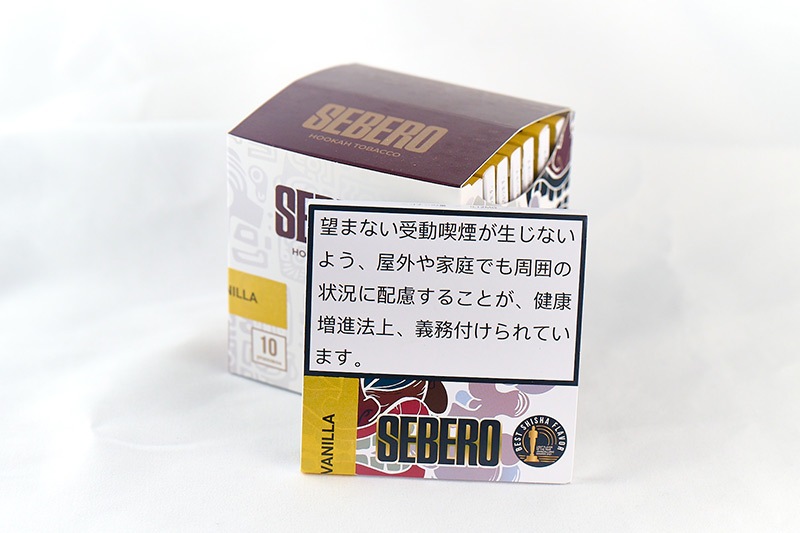 SEBERO
HOOKAH TOBACCO
SE
HO
NILLA
10
望まない受動喫煙が生じない
よう、屋外や家庭でも周囲の
状況に配慮することが、健康
増進法上、義務付けられてい
ます。
VANILLA
SEBERO
BEST SHISHA FLAVOR